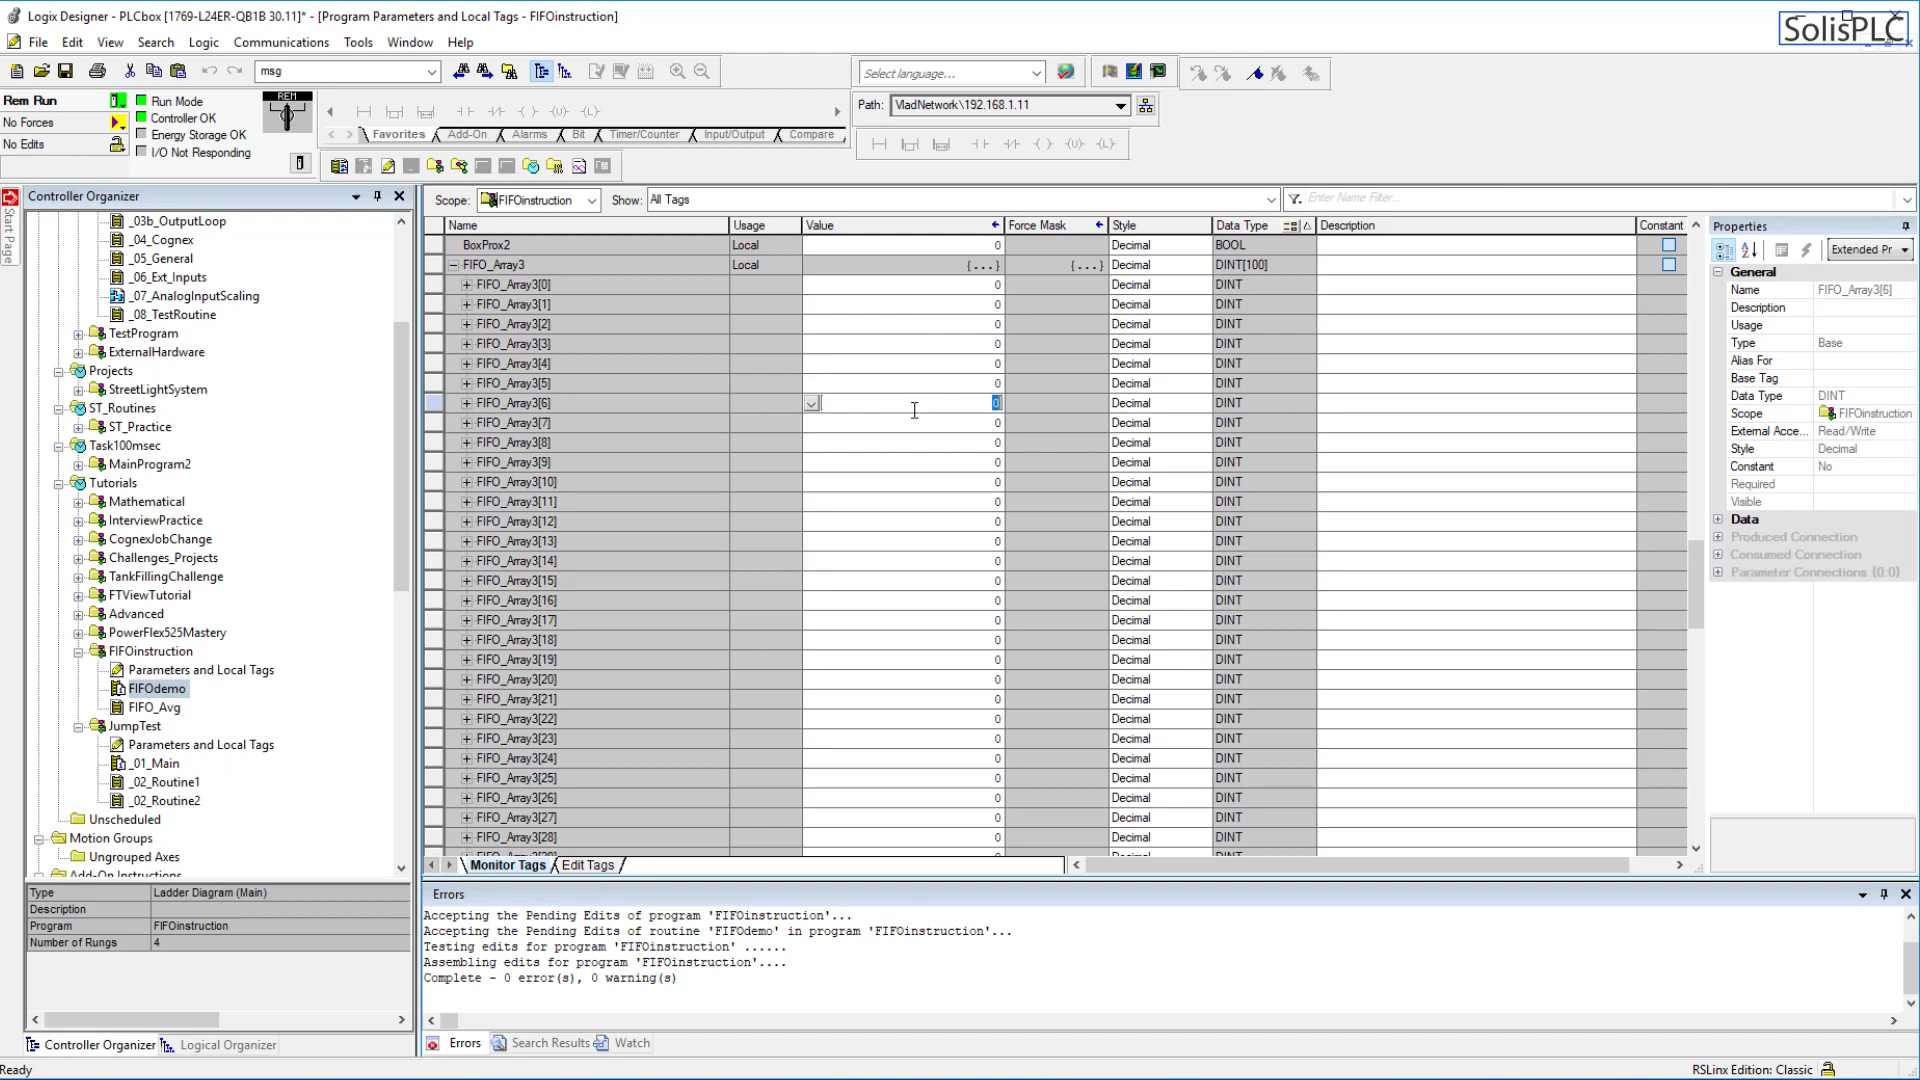 Logix Designer - PLCbox [1769-L24ER-QB1B 30.11]* - [Program Parameters and Local Tags - FIFOinstruction]
SolisPLC
File Edit View Search Logic Communications Tools Window Help
msg
Select language...
Rem Run
No Forces
No Edits
Run Mode
Controller OK
Energy Storage OK
I/O Not Responding
REM
Path: VladNetwork\192.168.1.11
Favorites Add-On Alarms Bit Timer/Counter Input/Output Compare
Start Page
Controller Organizer
_03b_OutputLoop
_04_Cognex
_05_General
_06_Ext_Inputs
_07_AnalogInputScaling
_08_TestRoutine
TestProgram
ExternalHardware
Projects
StreetLightSystem
ST_Routines
ST_Practice
Task100msec
MainProgram2
Tutorials
Mathematical
InterviewPractice
CognexJobChange
Challenges_Projects
TankFillingChallenge
FTViewTutorial
Advanced
PowerFlex525Mastery
FIFOinstruction
Parameters and Local Tags
FIFOdemo
FIFO_Avg
JumpTest
Parameters and Local Tags
_01_Main
_02_Routine1
_02_Routine2
Unscheduled
Motion Groups
Ungrouped Axes
Add-On Instructions
Type Ladder Diagram (Main)
Description
Program FIFOinstruction
Number of Rungs 4
Controller Organizer Logical Organizer
Scope: FIFOinstruction Show: All Tags Enter Name Filter...
Name Usage Value Force Mask Style Data Type Description Constant
BoxProx2 Local 0 Decimal BOOL
FIFO_Array3 Local {...} {...} Decimal DINT[100]
FIFO_Array3[0] 0 Decimal DINT
FIFO_Array3[1] 0 Decimal DINT
FIFO_Array3[2] 0 Decimal DINT
FIFO_Array3[3] 0 Decimal DINT
FIFO_Array3[4] 0 Decimal DINT
FIFO_Array3[5] 0 Decimal DINT
FIFO_Array3[6] 0 Decimal DINT
FIFO_Array3[7] 0 Decimal DINT
FIFO_Array3[8] 0 Decimal DINT
FIFO_Array3[9] 0 Decimal DINT
FIFO_Array3[10] 0 Decimal DINT
FIFO_Array3[11] 0 Decimal DINT
FIFO_Array3[12] 0 Decimal DINT
FIFO_Array3[13] 0 Decimal DINT
FIFO_Array3[14] 0 Decimal DINT
FIFO_Array3[15] 0 Decimal DINT
FIFO_Array3[16] 0 Decimal DINT
FIFO_Array3[17] 0 Decimal DINT
FIFO_Array3[18] 0 Decimal DINT
FIFO_Array3[19] 0 Decimal DINT
FIFO_Array3[20] 0 Decimal DINT
FIFO_Array3[21] 0 Decimal DINT
FIFO_Array3[22] 0 Decimal DINT
FIFO_Array3[23] 0 Decimal DINT
FIFO_Array3[24] 0 Decimal DINT
FIFO_Array3[25] 0 Decimal DINT
FIFO_Array3[26] 0 Decimal DINT
FIFO_Array3[27] 0 Decimal DINT
FIFO_Array3[28] 0 Decimal DINT
Monitor Tags Edit Tags
Properties
Extended Pr
General
Name FIFO_Array3[6]
Description
Usage
Type Base
Alias For
Base Tag
Data Type DINT
Scope FIFOinstruction
External Acce... Read/Write
Style Decimal
Constant No
Required
Visible
Data
Produced Connection
Consumed Connection
Parameter Connections {0:0}
Errors
Accepting the Pending Edits of program 'FIFOinstruction'...
Accepting the Pending Edits of routine 'FIFOdemo' in program 'FIFOinstruction'...
Testing edits for program 'FIFOinstruction' ......
Assembling edits for program 'FIFOinstruction'....
Complete - 0 error(s), 0 warning(s)
Errors Search Results Watch
Ready
RSLinx Edition: Classic